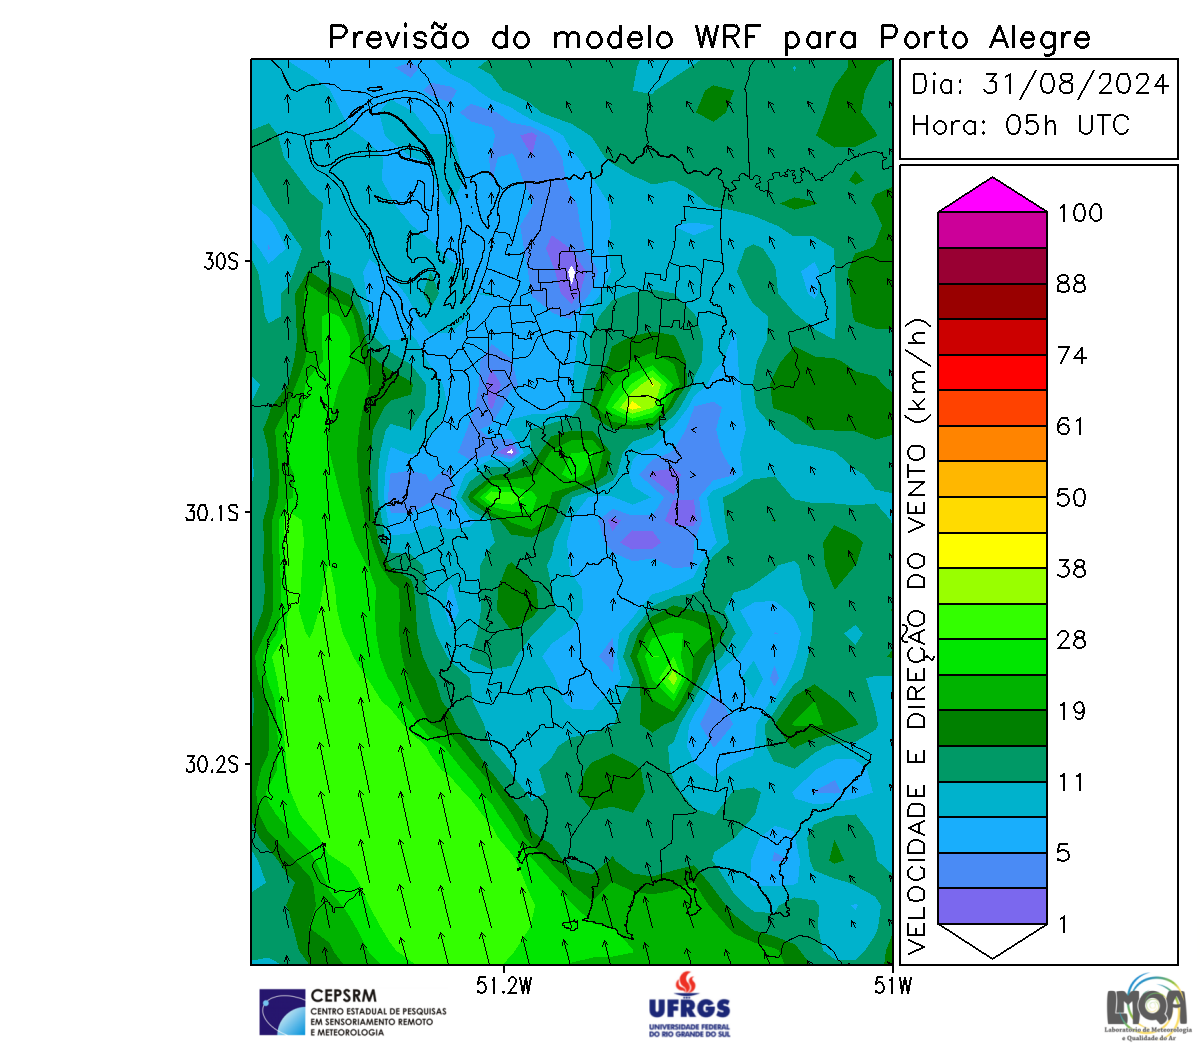 Previsão do modelo WRF para Porto Alegre
Dia: 31/08/2024
Hora: 05h UTC
30S
30.1S
30.2S
51.2W
51W
VELOCIDADE E DIREÇÃO DO VENTO (km/h)
100
88
74
61
50
38
28
19
11
5
1
CEPSRM
CENTRO ESTADUAL DE PESQUISAS
EM SENSORIAMENTO REMOTO
E METEOROLOGIA
UFRGS
UNIVERSIDADE FEDERAL
DO RIO GRANDE DO SUL
LMQA
Laboratório de Meteorologia
e Qualidade do Ar